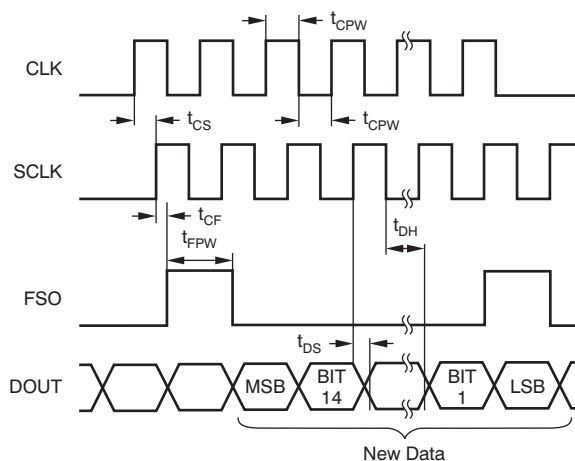 t_CPW
CLK
t_CS
t_CPW
SCLK
t_CF
t_DH
t_FPW
FSO
t_DS
DOUT
MSB
BIT
14
BIT
1
LSB
New Data